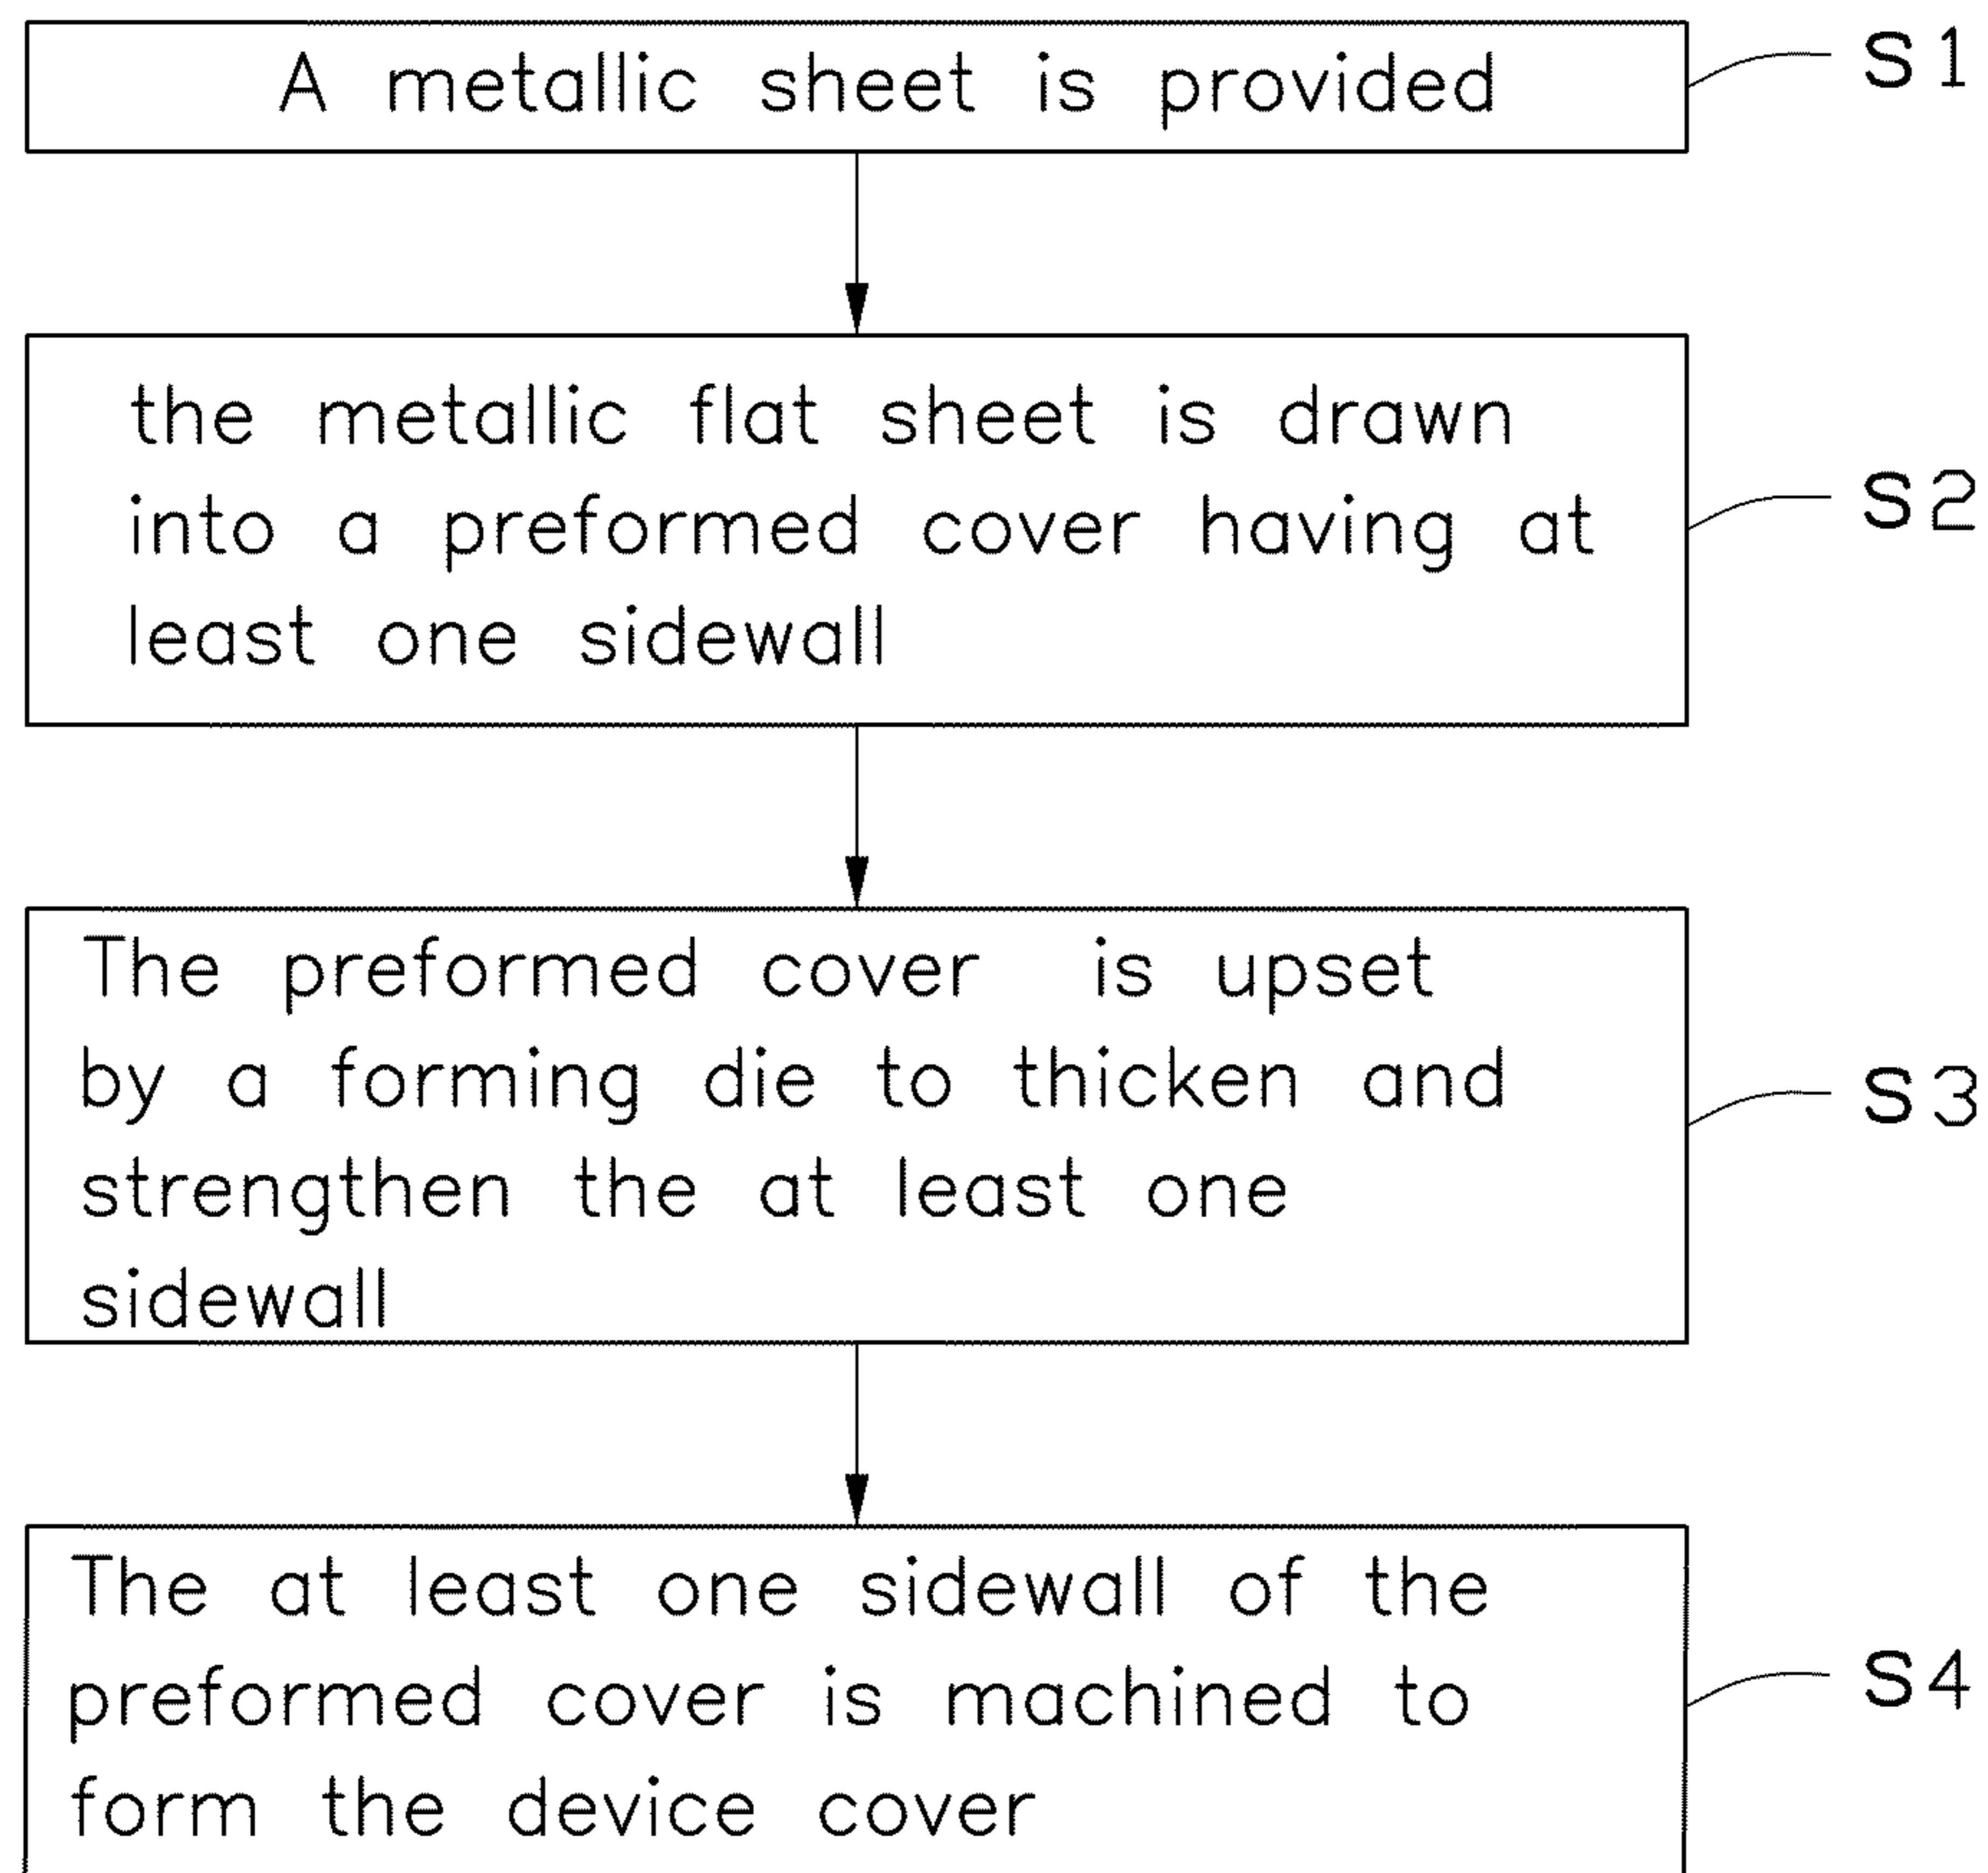 A metallic sheet is provided
S1
the metallic flat sheet is drawn
into a preformed cover having at
least one sidewall
S2
The preformed cover is upset
by a forming die to thicken and
strengthen the at least one
sidewall
S3
The at least one sidewall of the
preformed cover is machined to
form the device cover
S4